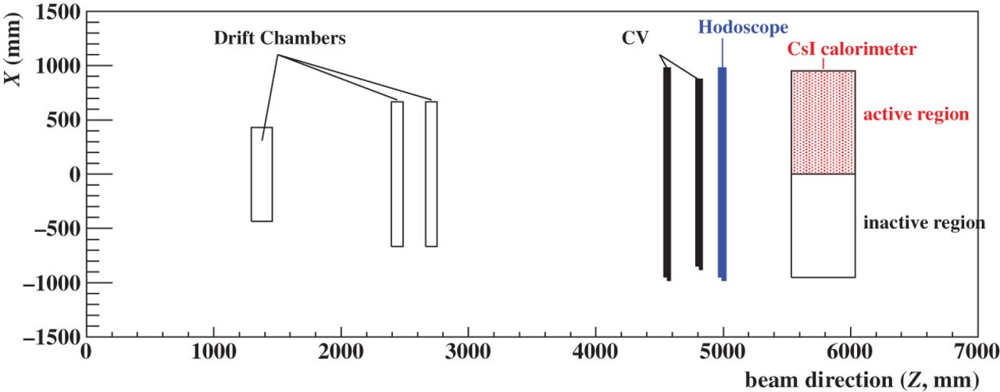 1500
Hodoscope
Drift Chambers
CV
CsI calorimeter
X (mm)
1000
500
active region
0
inactive region
−500
−1000
−1500
0 1000 2000 3000 4000 5000 6000 7000
beam direction (Z, mm)